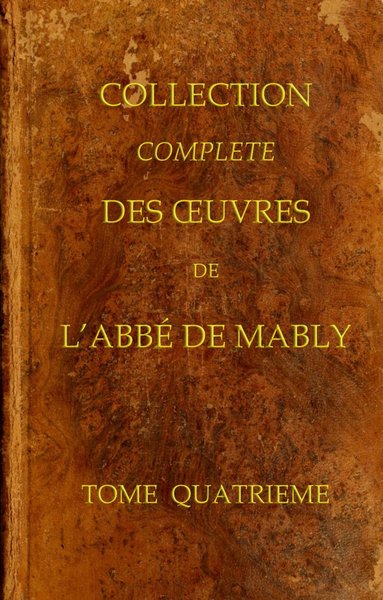 COLLECTION
COMPLETE
DES ŒUVRES
DE
L’ABBÉ DE MABLY
TOME QUATRIEME